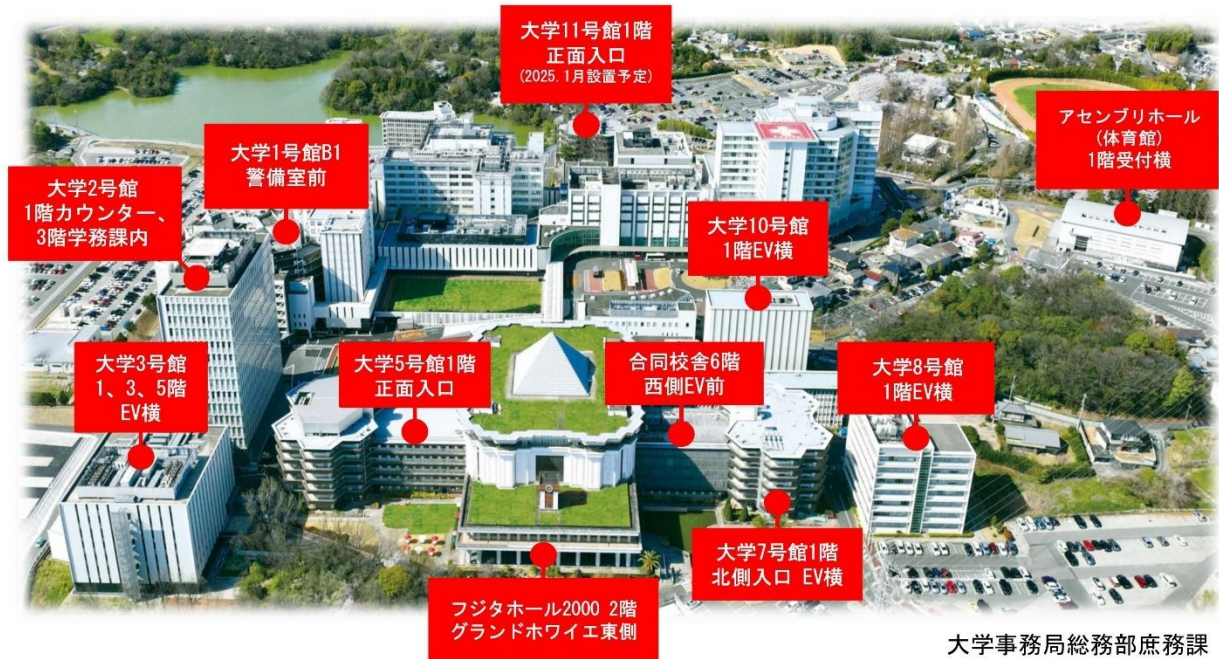 大学11号館1階
正面入口
(2025.1月設置予定)
アセンブリホール
(体育館)
1階受付横
大学1号館B1
警備室前
大学2号館
1階カウンター、
3階学務課内
大学10号館
1階EV横
大学3号館
1、3、5階
EV横
大学5号館1階
正面入口
合同校舎6階
西側EV前
大学8号館
1階EV横
大学7号館1階
北側入口 EV横
フジタホール2000 2階
グランドホワイエ東側
大学事務局総務部庶務課